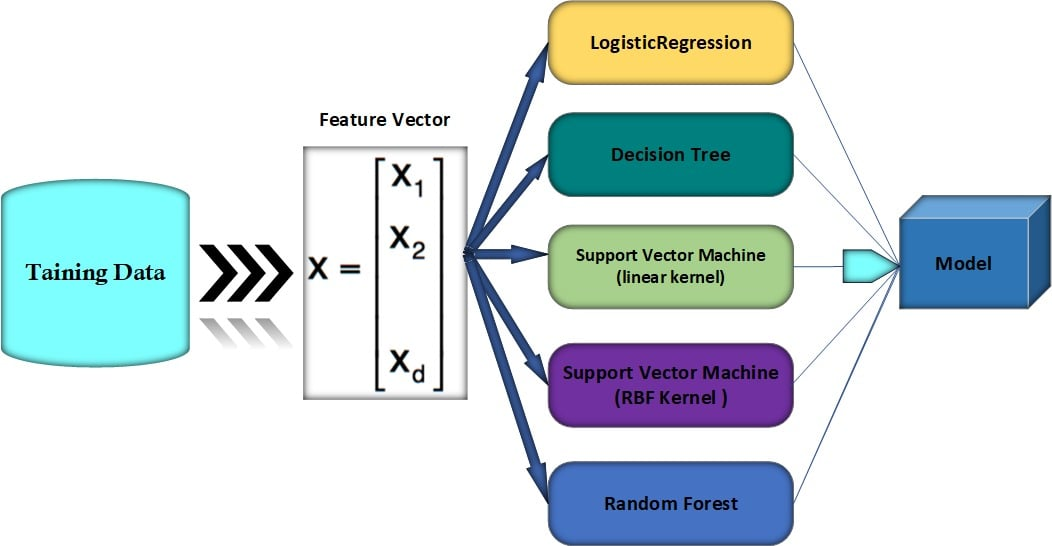 Taining Data
Feature Vector
X =
X1
X2
Xd
LogisticRegression
Decision Tree
Support Vector Machine
(linear kernel)
Support Vector Machine
(RBF Kernel )
Random Forest
Model